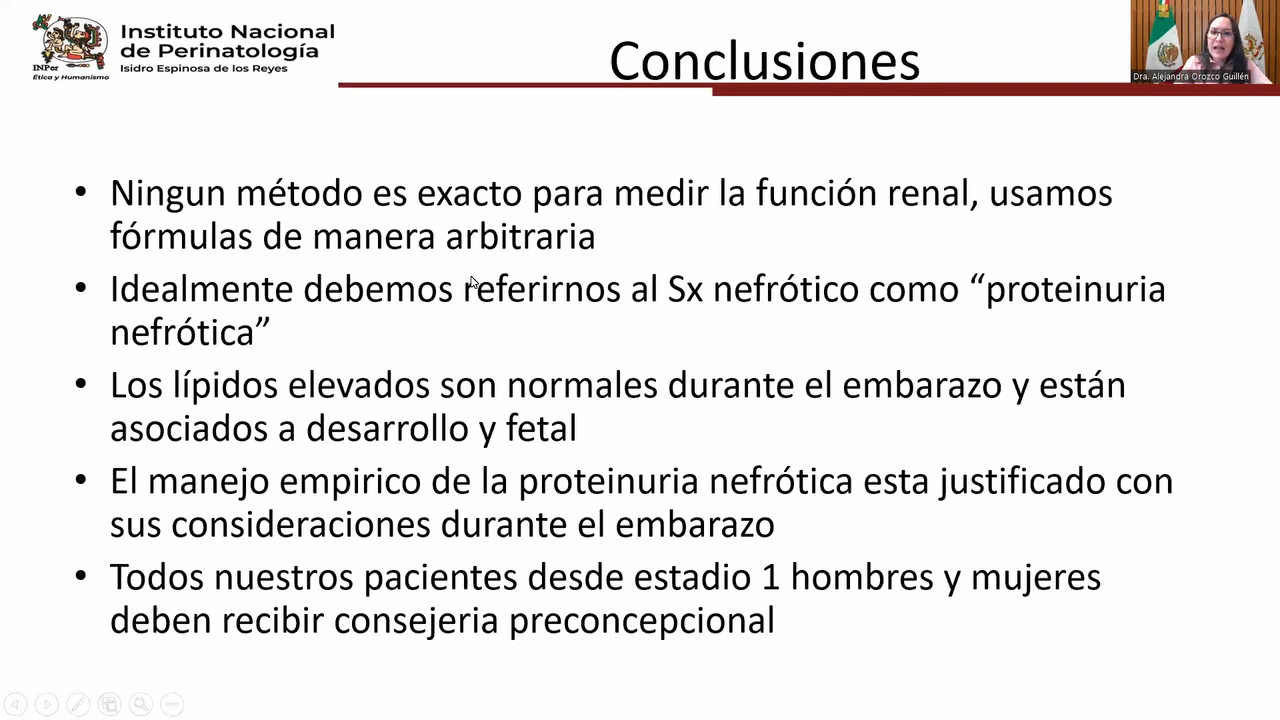 Instituto Nacional
de Perinatología
Isidro Espinosa de los Reyes
INPer
Ética y Humanismo
Conclusiones
Dra. Alejandra Orozco Guillén
• Ningun método es exacto para medir la función renal, usamos
fórmulas de manera arbitraria
• Idealmente debemos referirnos al Sx nefrótico como “proteinuria
nefrótica”
• Los lípidos elevados son normales durante el embarazo y están
asociados a desarrollo y fetal
• El manejo empirico de la proteinuria nefrótica esta justificado con
sus consideraciones durante el embarazo
• Todos nuestros pacientes desde estadio 1 hombres y mujeres
deben recibir consejeria preconcepcional